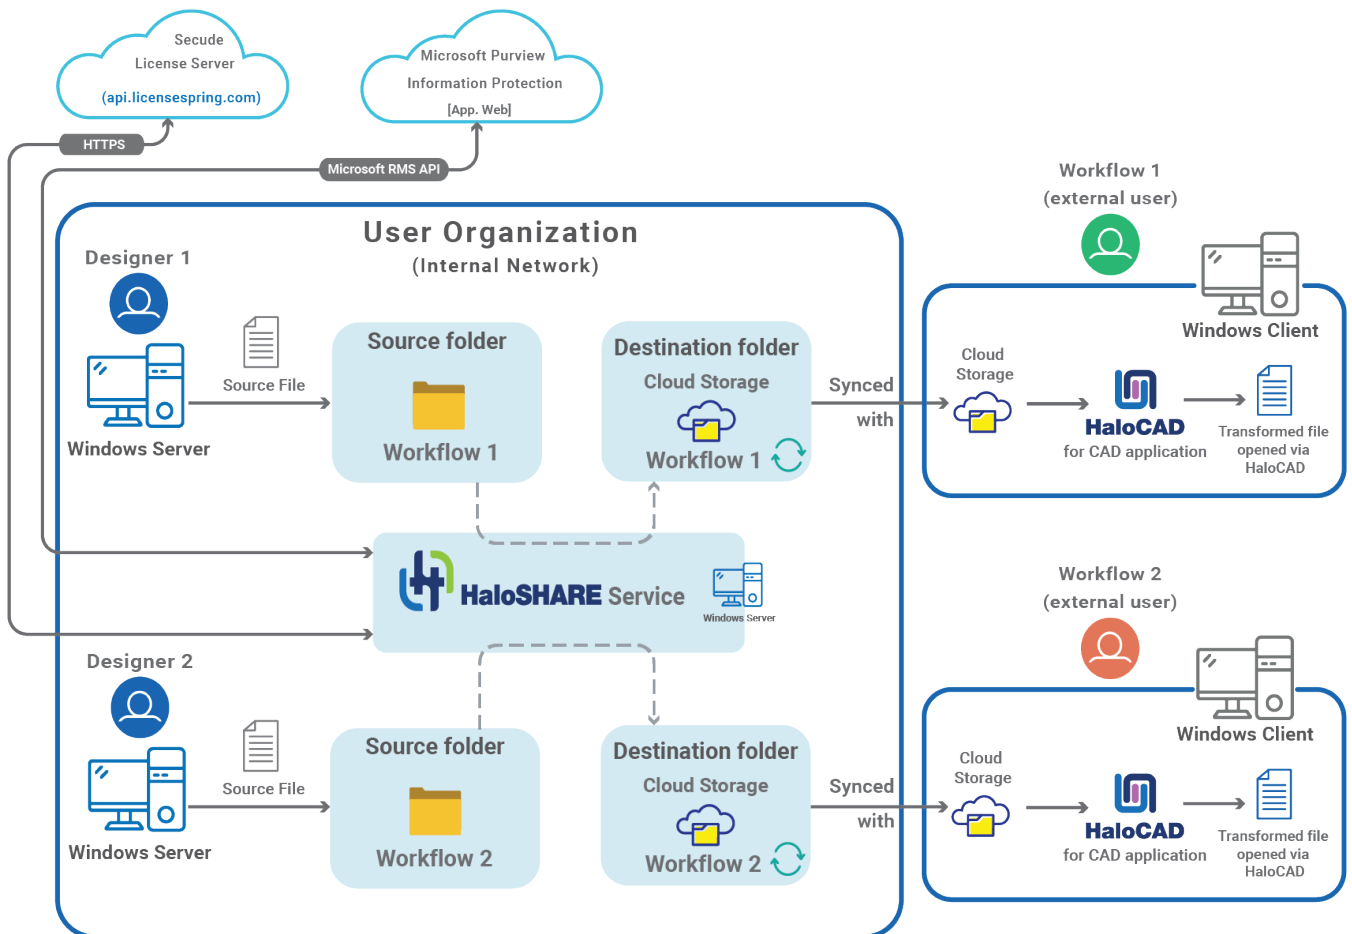 Secude
License Server
(api.licensespring.com)
Microsoft Purview
Information Protection
[App. Web]
HTTPS
Microsoft RMS API
User Organization
(Internal Network)
Designer 1
Windows Server
Source File
Source folder
Workflow 1
Destination folder
Cloud Storage
Workflow 1
Synced
with
Workflow 1
(external user)
Windows Client
Cloud
Storage
HaloCAD
for CAD application
Transformed file
opened via
HaloCAD
HaloSHARE Service
Windows Server
Designer 2
Windows Server
Source File
Source folder
Workflow 2
Destination folder
Cloud Storage
Workflow 2
Synced
with
Workflow 2
(external user)
Windows Client
Cloud
Storage
HaloCAD
for CAD application
Transformed file
opened via
HaloCAD